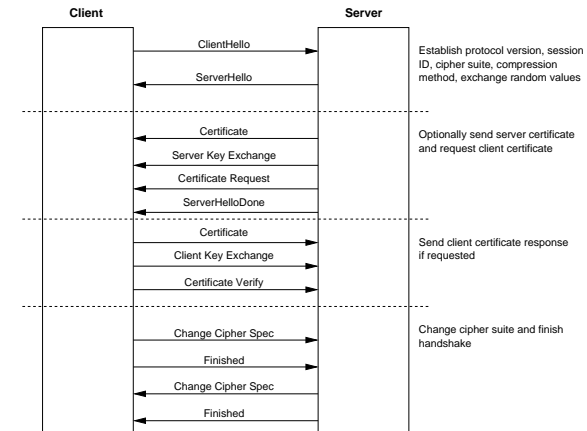 Client
Server
ClientHello
ServerHello
Establish protocol version, session
ID, cipher suite, compression
method, exchange random values
Certificate
Server Key Exchange
Certificate Request
ServerHelloDone
Optionally send server certificate
and request client certificate
Certificate
Client Key Exchange
Certificate Verify
Send client certificate response
if requested
Change Cipher Spec
Finished
Change Cipher Spec
Finished
Change cipher suite and finish
handshake